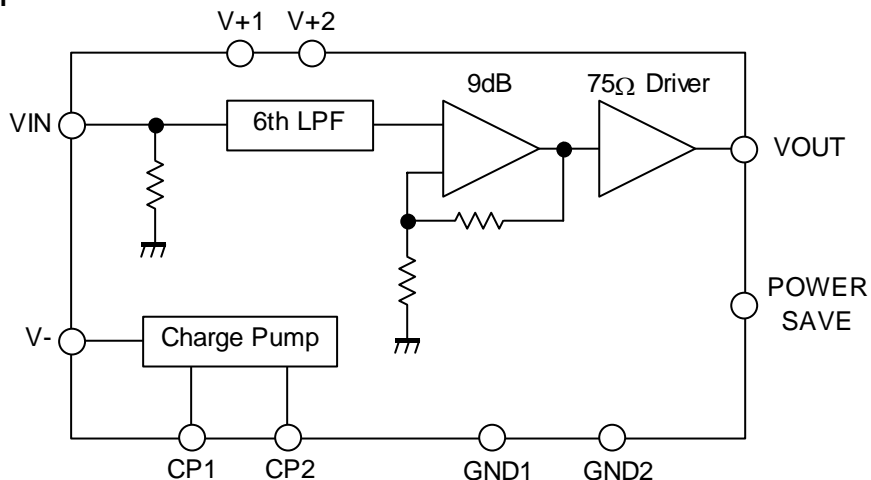 V+1 V+2
9dB 75Ω Driver
VIN
6th LPF
VOUT
POWER
SAVE
V-
Charge Pump
CP1 CP2 GND1 GND2